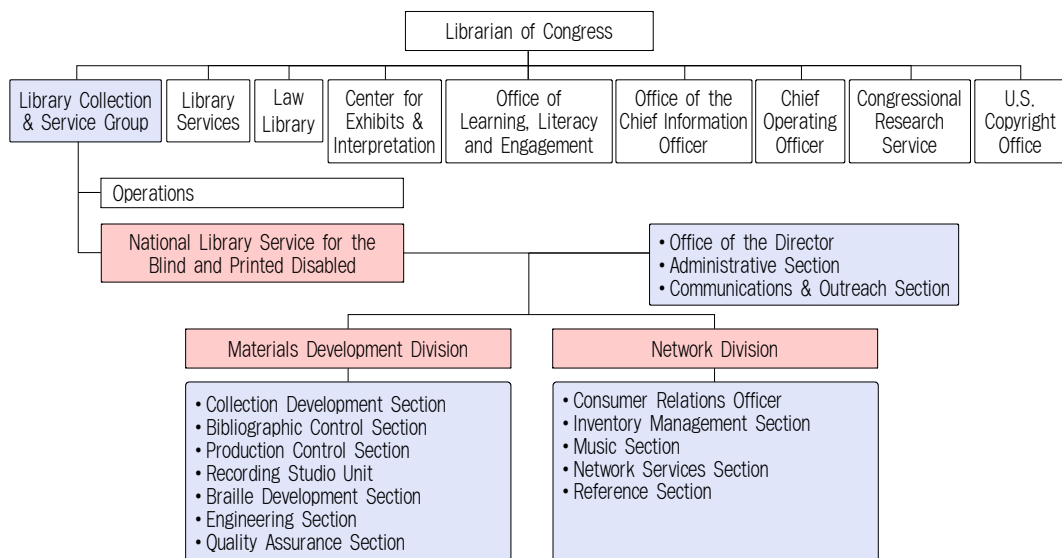 Librarian of Congress
Library Collection
& Service Group
Library
Services
Law
Library
Center for
Exhibits &
Interpretation
Office of
Learning, Literacy
and Engagement
Office of the
Chief Information
Officer
Chief
Operating
Officer
Congressional
Research
Service
U.S.
Copyright
Office
Operations
National Library Service for the
Blind and Printed Disabled
• Office of the Director
• Administrative Section
• Communications & Outreach Section
Materials Development Division
• Collection Development Section
• Bibliographic Control Section
• Production Control Section
• Recording Studio Unit
• Braille Development Section
• Engineering Section
• Quality Assurance Section
Network Division
• Consumer Relations Officer
• Inventory Management Section
• Music Section
• Network Services Section
• Reference Section